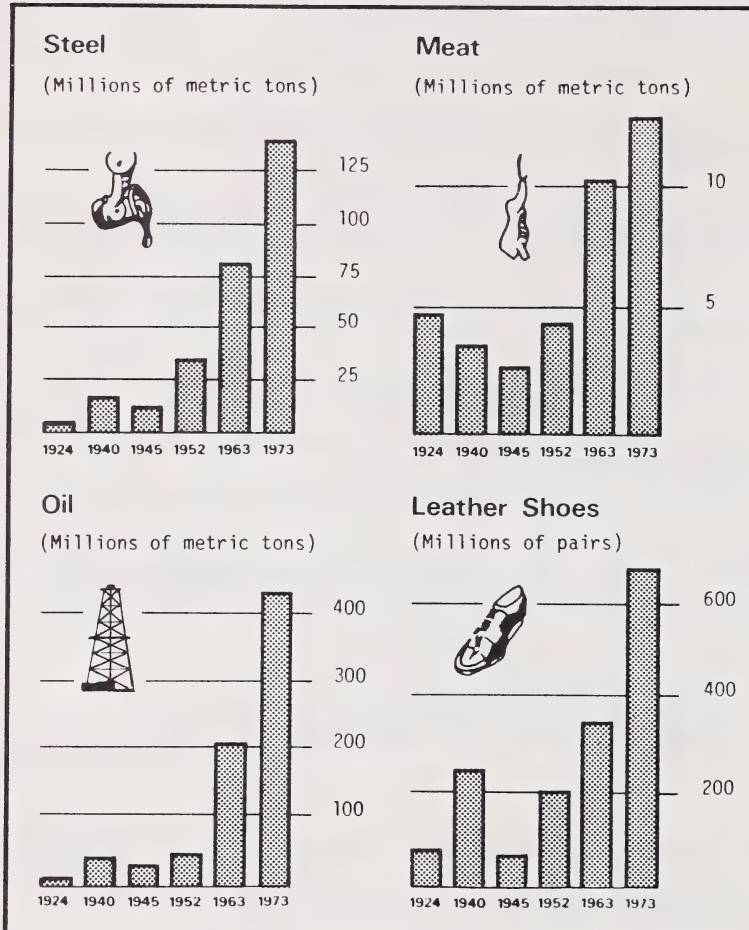 Steel
(Millions of metric tons)
125
100
75
50
25
1924 1940 1945 1952 1963 1973
Meat
(Millions of metric tons)
10
5
1924 1940 1945 1952 1963 1973
Oil
(Millions of metric tons)
400
300
200
100
1924 1940 1945 1952 1963 1973
Leather Shoes
(Millions of pairs)
600
400
200
1924 1940 1945 1952 1963 1973